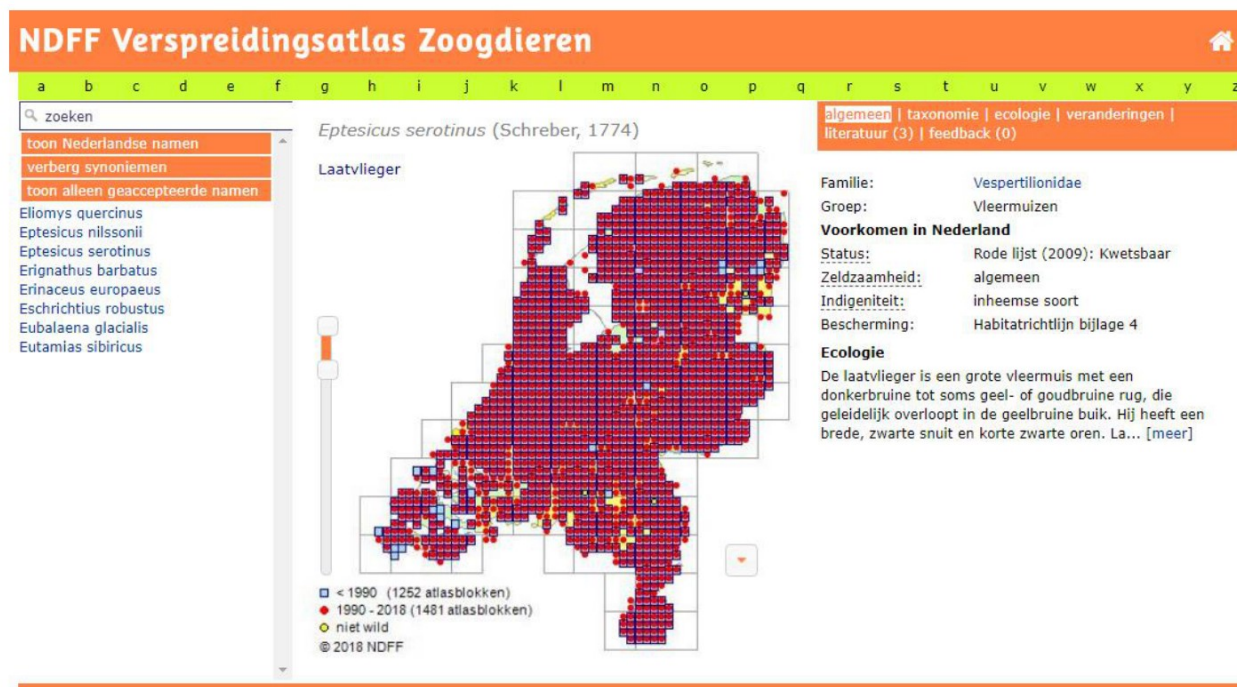 NDFF Verspreidingsatlas Zoogdieren
a b c d e f g h i j k l m n o p q r s t u v w x y z
zoeken
toon Nederlandse namen
verberg synoniemen
toon alleen geaccepteerde namen
Eliomys quercinus
Eptesicus nilssonii
Eptesicus serotinus
Erignathus barbatus
Erinaceus europaeus
Eschrichtius robustus
Eubalaena glacialis
Eutamias sibiricus
Eptesicus serotinus (Schreber, 1774)
Laatvlieger
< 1990 (1252 atlasblokken)
1990 - 2018 (1481 atlasblokken)
niet wild
© 2018 NDFF
algemeen | taxonomie | ecologie | veranderingen |
literatuur (3) | feedback (0)
Familie: Vespertilionidae
Groep: Vleermuizen
Voorkomen in Nederland
Status: Rode lijst (2009): Kwetsbaar
Zeldzaamheid: algemeen
Indigeniteit: inheemse soort
Bescherming: Habitatrichtlijn bijlage 4
Ecologie
De laatvlieger is een grote vleermuis met een
donkerbruine tot soms geel- of goudbruine rug, die
geleidelijk overloopt in de geelbruine buik. Hij heeft een
brede, zwarte snuit en korte zwarte oren. La... [meer]